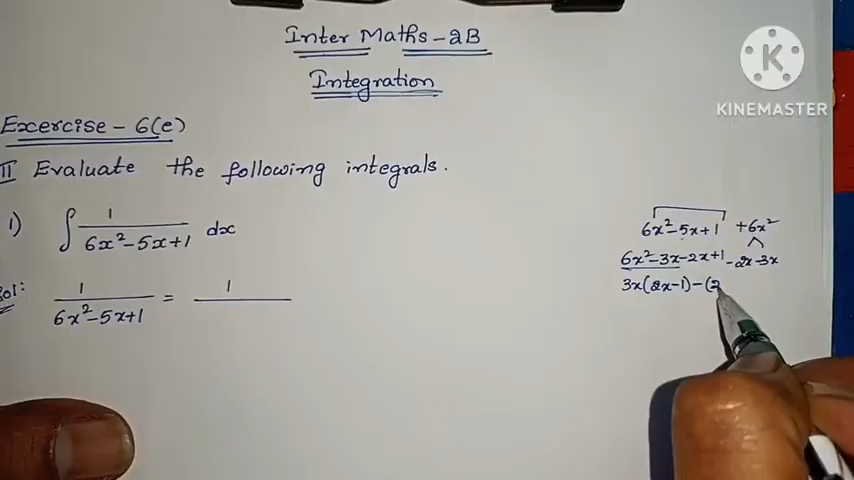 Inter Maths-2B
Integration
K
KINEMASTER
Excercise-6(e)
II Evaluate the following integrals.
1) ∫ 1/(6x²-5x+1) dx
6x²-5x+1 +6x²
6x²-3x-2x+1 -2x -3x
3x(2x-1)-(2
Sol: 1/(6x²-5x+1) = 1/